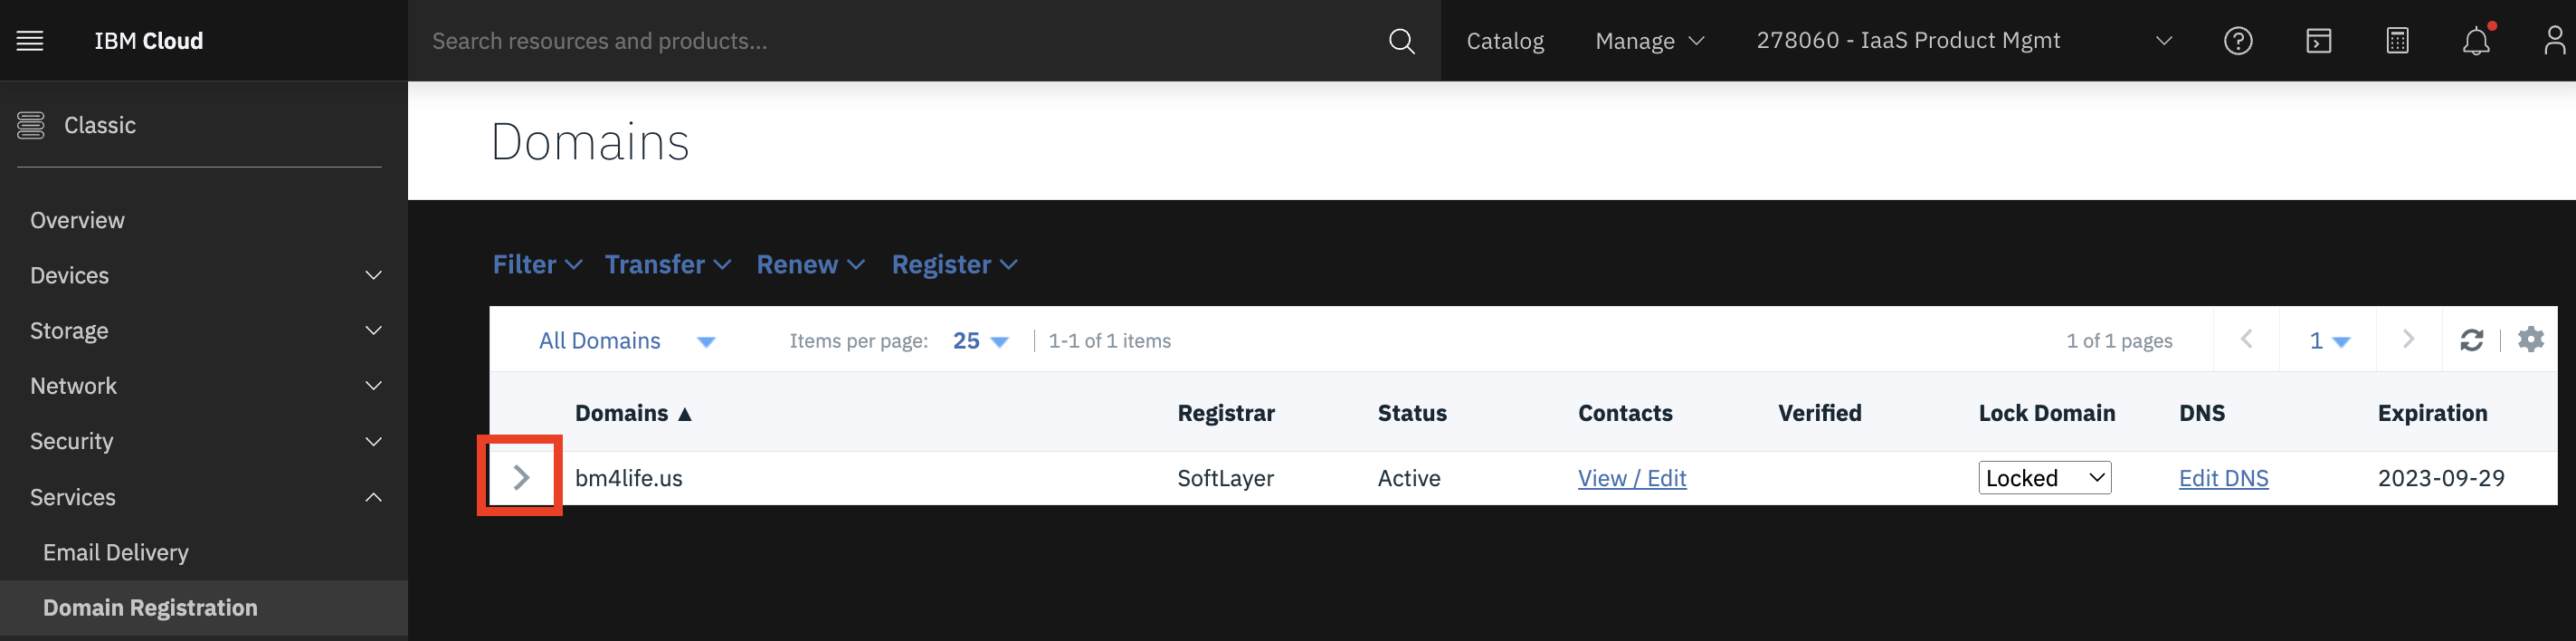 IBM Cloud
Search resources and products...
Catalog
Manage
278060 - IaaS Product Mgmt
Classic
Overview
Devices
Storage
Network
Security
Services
Email Delivery
Domain Registration
Domains
Filter Transfer Renew Register
All Domains Items per page: 25 1-1 of 1 items 1 of 1 pages 1
Domains ▲ Registrar Status Contacts Verified Lock Domain DNS Expiration
bm4life.us SoftLayer Active View / Edit Locked Edit DNS 2023-09-29